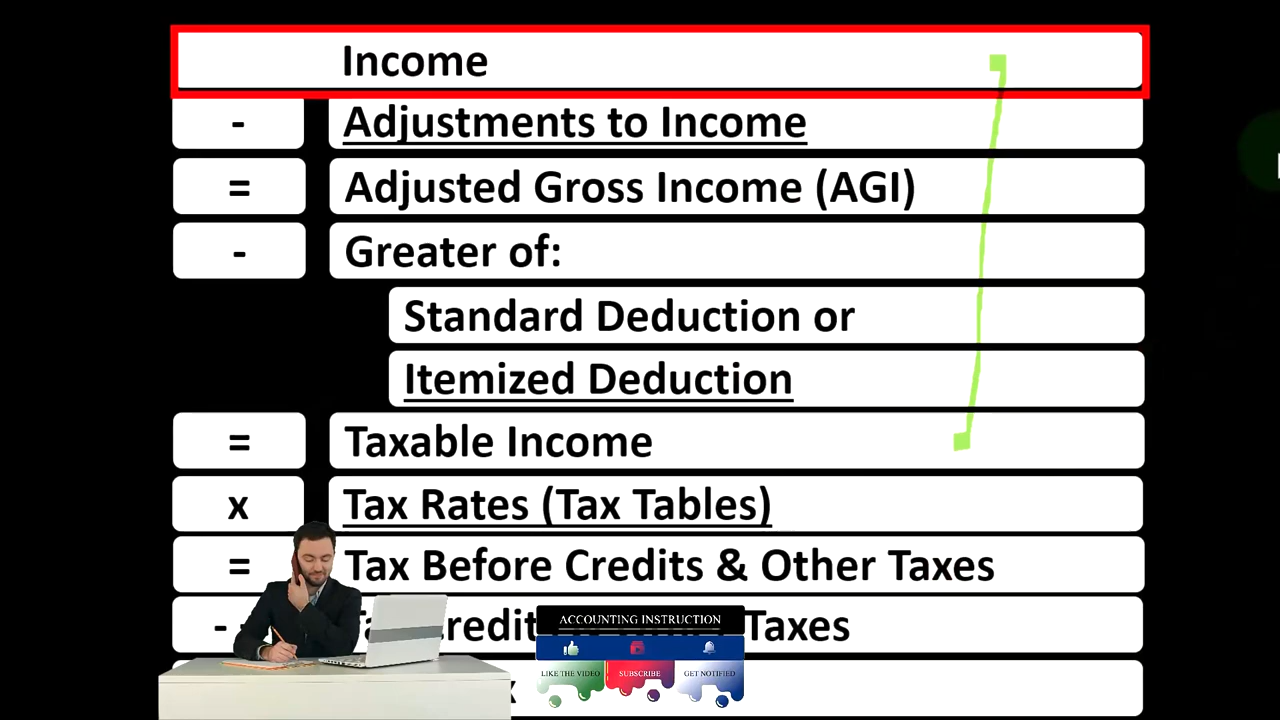 Income
- Adjustments to Income
= Adjusted Gross Income (AGI)
- Greater of:
Standard Deduction or
Itemized Deduction
= Taxable Income
x Tax Rates (Tax Tables)
= Tax Before Credits & Other Taxes
- Taxes
ACCOUNTING INSTRUCTION
LIKE THE VIDEO SUBSCRIBE GET NOTIFIED